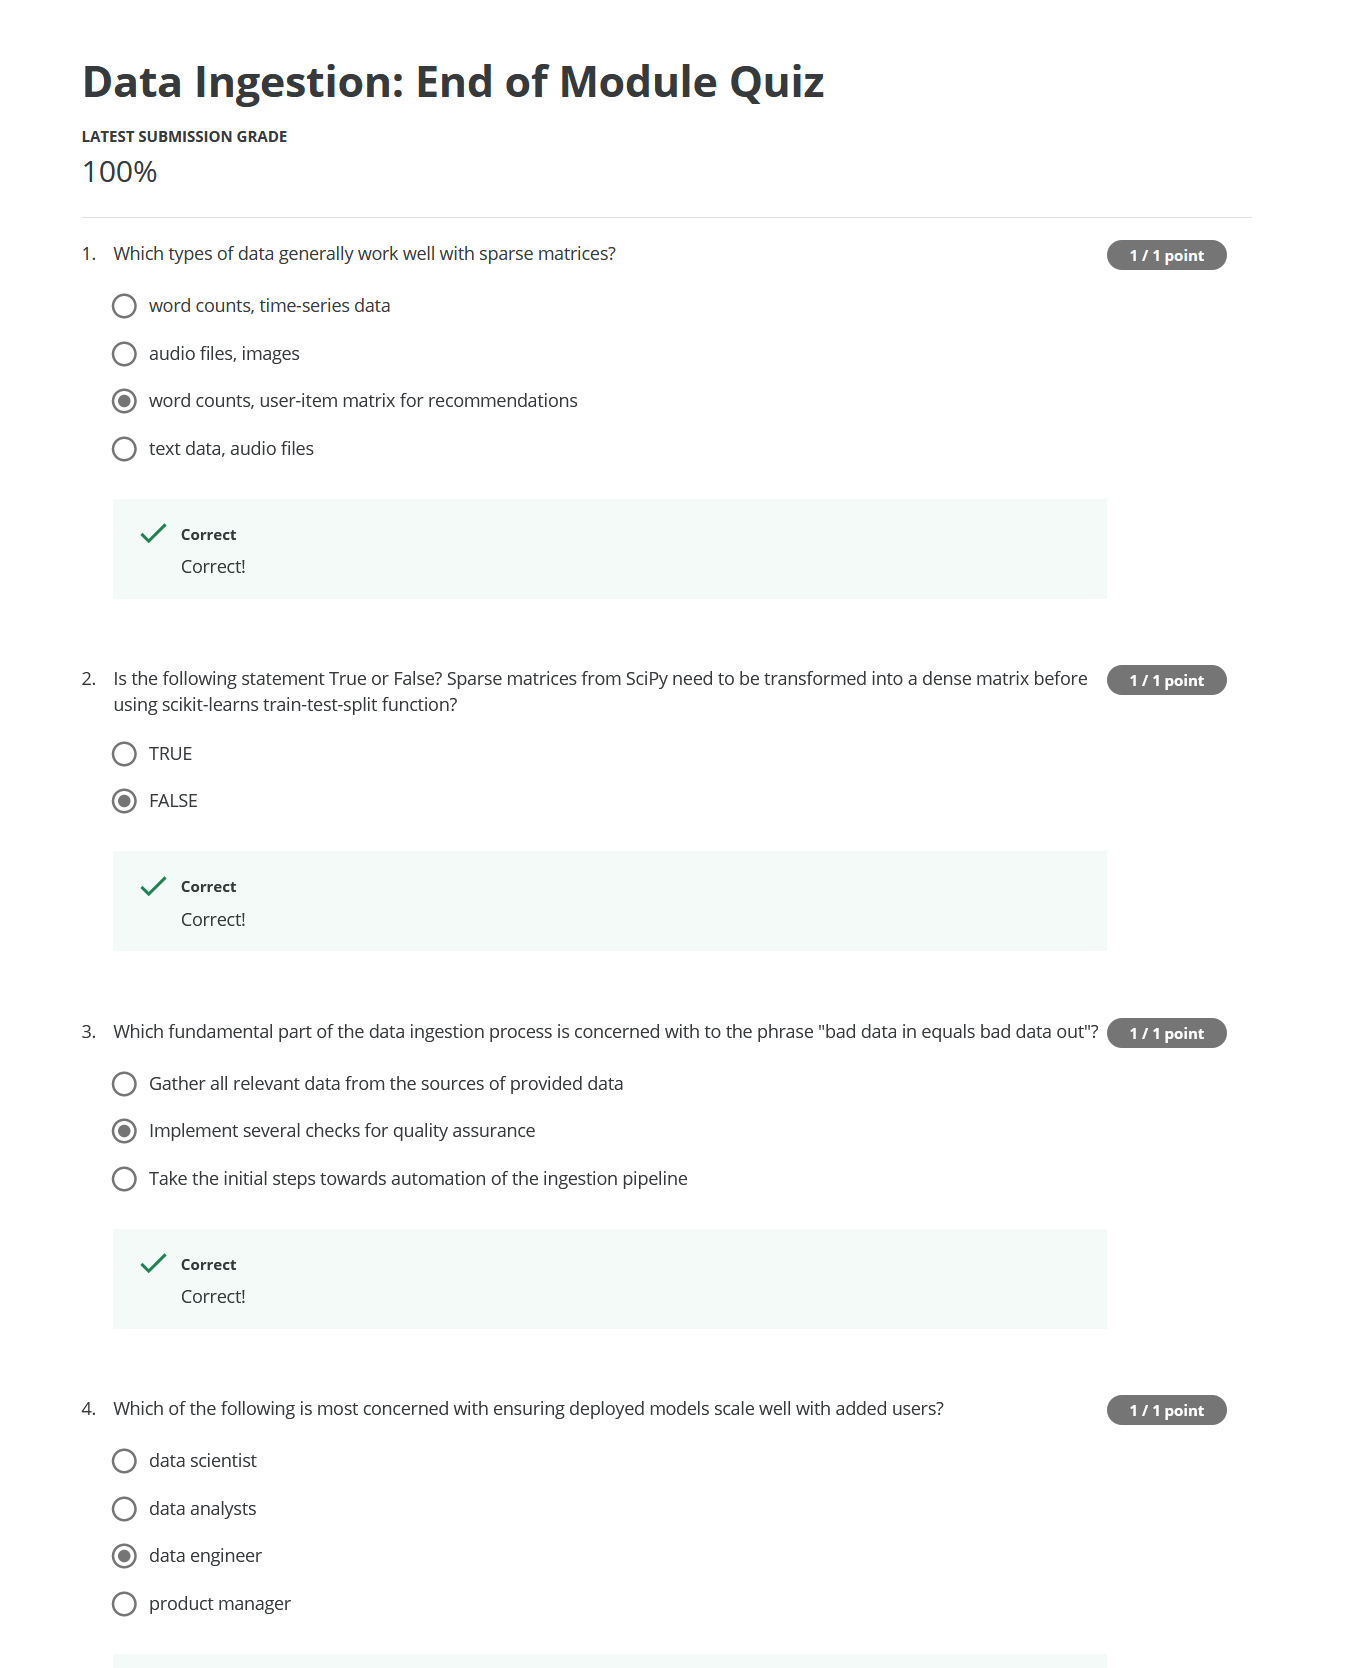 Data Ingestion: End of Module Quiz
LATEST SUBMISSION GRADE
100%
1. Which types of data generally work well with sparse matrices? 1 / 1 point
word counts, time-series data
audio files, images
word counts, user-item matrix for recommendations
text data, audio files
Correct
Correct!
2. Is the following statement True or False? Sparse matrices from SciPy need to be transformed into a dense matrix before 1 / 1 point
using scikit-learns train-test-split function?
TRUE
FALSE
Correct
Correct!
3. Which fundamental part of the data ingestion process is concerned with to the phrase "bad data in equals bad data out"? 1 / 1 point
Gather all relevant data from the sources of provided data
Implement several checks for quality assurance
Take the initial steps towards automation of the ingestion pipeline
Correct
Correct!
4. Which of the following is most concerned with ensuring deployed models scale well with added users? 1 / 1 point
data scientist
data analysts
data engineer
product manager